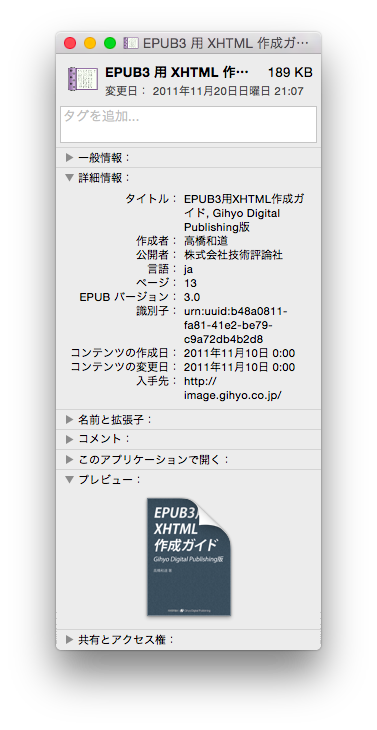 EPUB3 用 XHTML 作成ガ…
EPUB3 用 XHTML 作… 189 KB
変更日： 2011年11月20日日曜日 21:07
タグを追加...
一般情報：
詳細情報：
タイトル： EPUB3用XHTML作成ガ
イド, Gihyo Digital
Publishing版
作成者： 高橋和道
公開者： 株式会社技術評論社
言語： ja
ページ： 13
EPUB バージョン： 3.0
識別子： urn:uuid:b48a0811-
fa81-41e2-be79-
c9a72db4b2d8
コンテンツの作成日： 2011年11月10日 0:00
コンテンツの変更日： 2011年11月10日 0:00
入手先： http://
image.gihyo.co.jp/
名前と拡張子：
コメント：
このアプリケーションで開く：
プレビュー：
EPUB3/
XHTML
作成ガイド
Gihyo Digital Publishing版
共有とアクセス権：